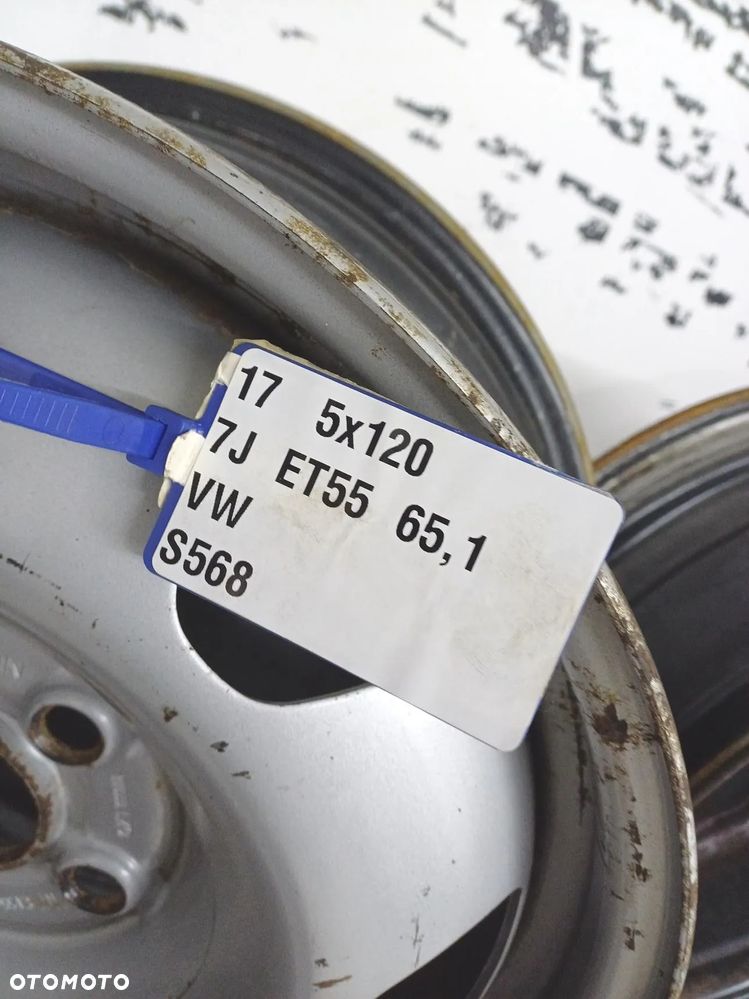 17 5x120
7J ET55 65,1
VW
S568
OTOMOTO